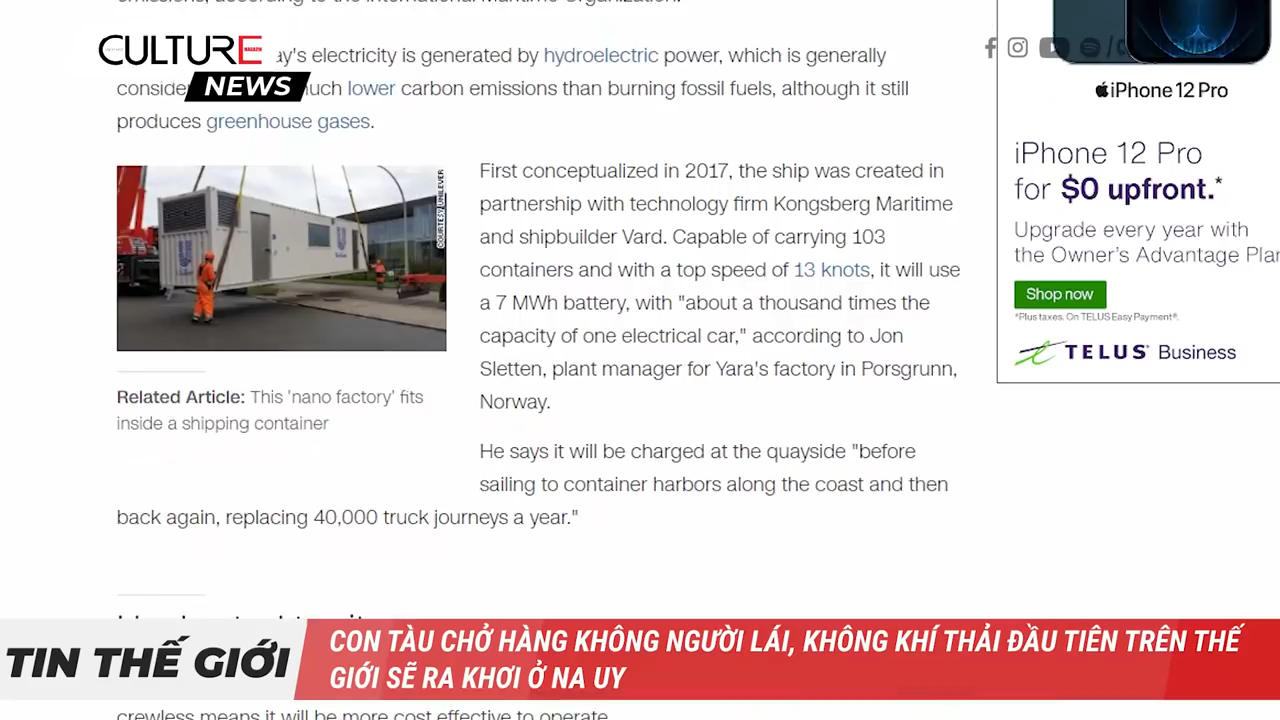 emissions, according to the International Maritime Organization.
CULTURE
MAGAZIN
NEWS
ay's electricity is generated by hydroelectric power, which is generally
consider uch lower carbon emissions than burning fossil fuels, although it still
produces greenhouse gases.
COURTESY UNILEVER
Related Article: This 'nano factory' fits
inside a shipping container
First conceptualized in 2017, the ship was created in
partnership with technology firm Kongsberg Maritime
and shipbuilder Vard. Capable of carrying 103
containers and with a top speed of 13 knots, it will use
a 7 MWh battery, with "about a thousand times the
capacity of one electrical car," according to Jon
Sletten, plant manager for Yara's factory in Porsgrunn,
Norway.
He says it will be charged at the quayside "before
sailing to container harbors along the coast and then
back again, replacing 40,000 truck journeys a year."
iPhone 12 Pro
iPhone 12 Pro
for $0 upfront.*
Upgrade every year with
the Owner's Advantage Plan
Shop now
*Plus taxes. On TELUS Easy Payment®.
TELUS® Business
TIN THẾ GIỚI
CON TÀU CHỞ HÀNG KHÔNG NGƯỜI LÁI, KHÔNG KHÍ THẢI ĐẦU TIÊN TRÊN THẾ
GIỚI SẼ RA KHƠI Ở NA UY
crewless means it will be more cost effective to operate.